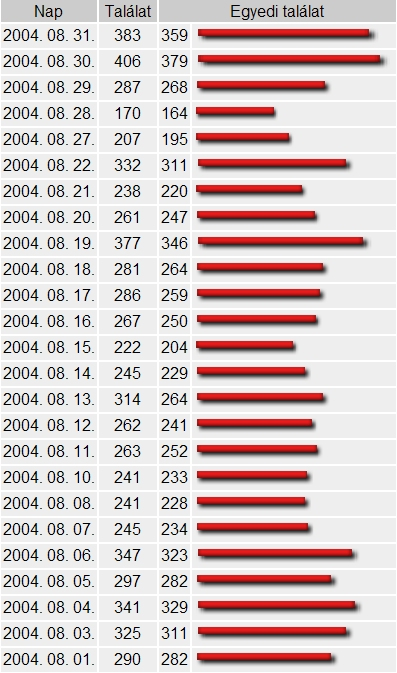 Nap Találat Egyedi találat
2004. 08. 31. 383 359
2004. 08. 30. 406 379
2004. 08. 29. 287 268
2004. 08. 28. 170 164
2004. 08. 27. 207 195
2004. 08. 22. 332 311
2004. 08. 21. 238 220
2004. 08. 20. 261 247
2004. 08. 19. 377 346
2004. 08. 18. 281 264
2004. 08. 17. 286 259
2004. 08. 16. 267 250
2004. 08. 15. 222 204
2004. 08. 14. 245 229
2004. 08. 13. 314 264
2004. 08. 12. 262 241
2004. 08. 11. 263 252
2004. 08. 10. 241 233
2004. 08. 08. 241 228
2004. 08. 07. 245 234
2004. 08. 06. 347 323
2004. 08. 05. 297 282
2004. 08. 04. 341 329
2004. 08. 03. 325 311
2004. 08. 01. 290 282